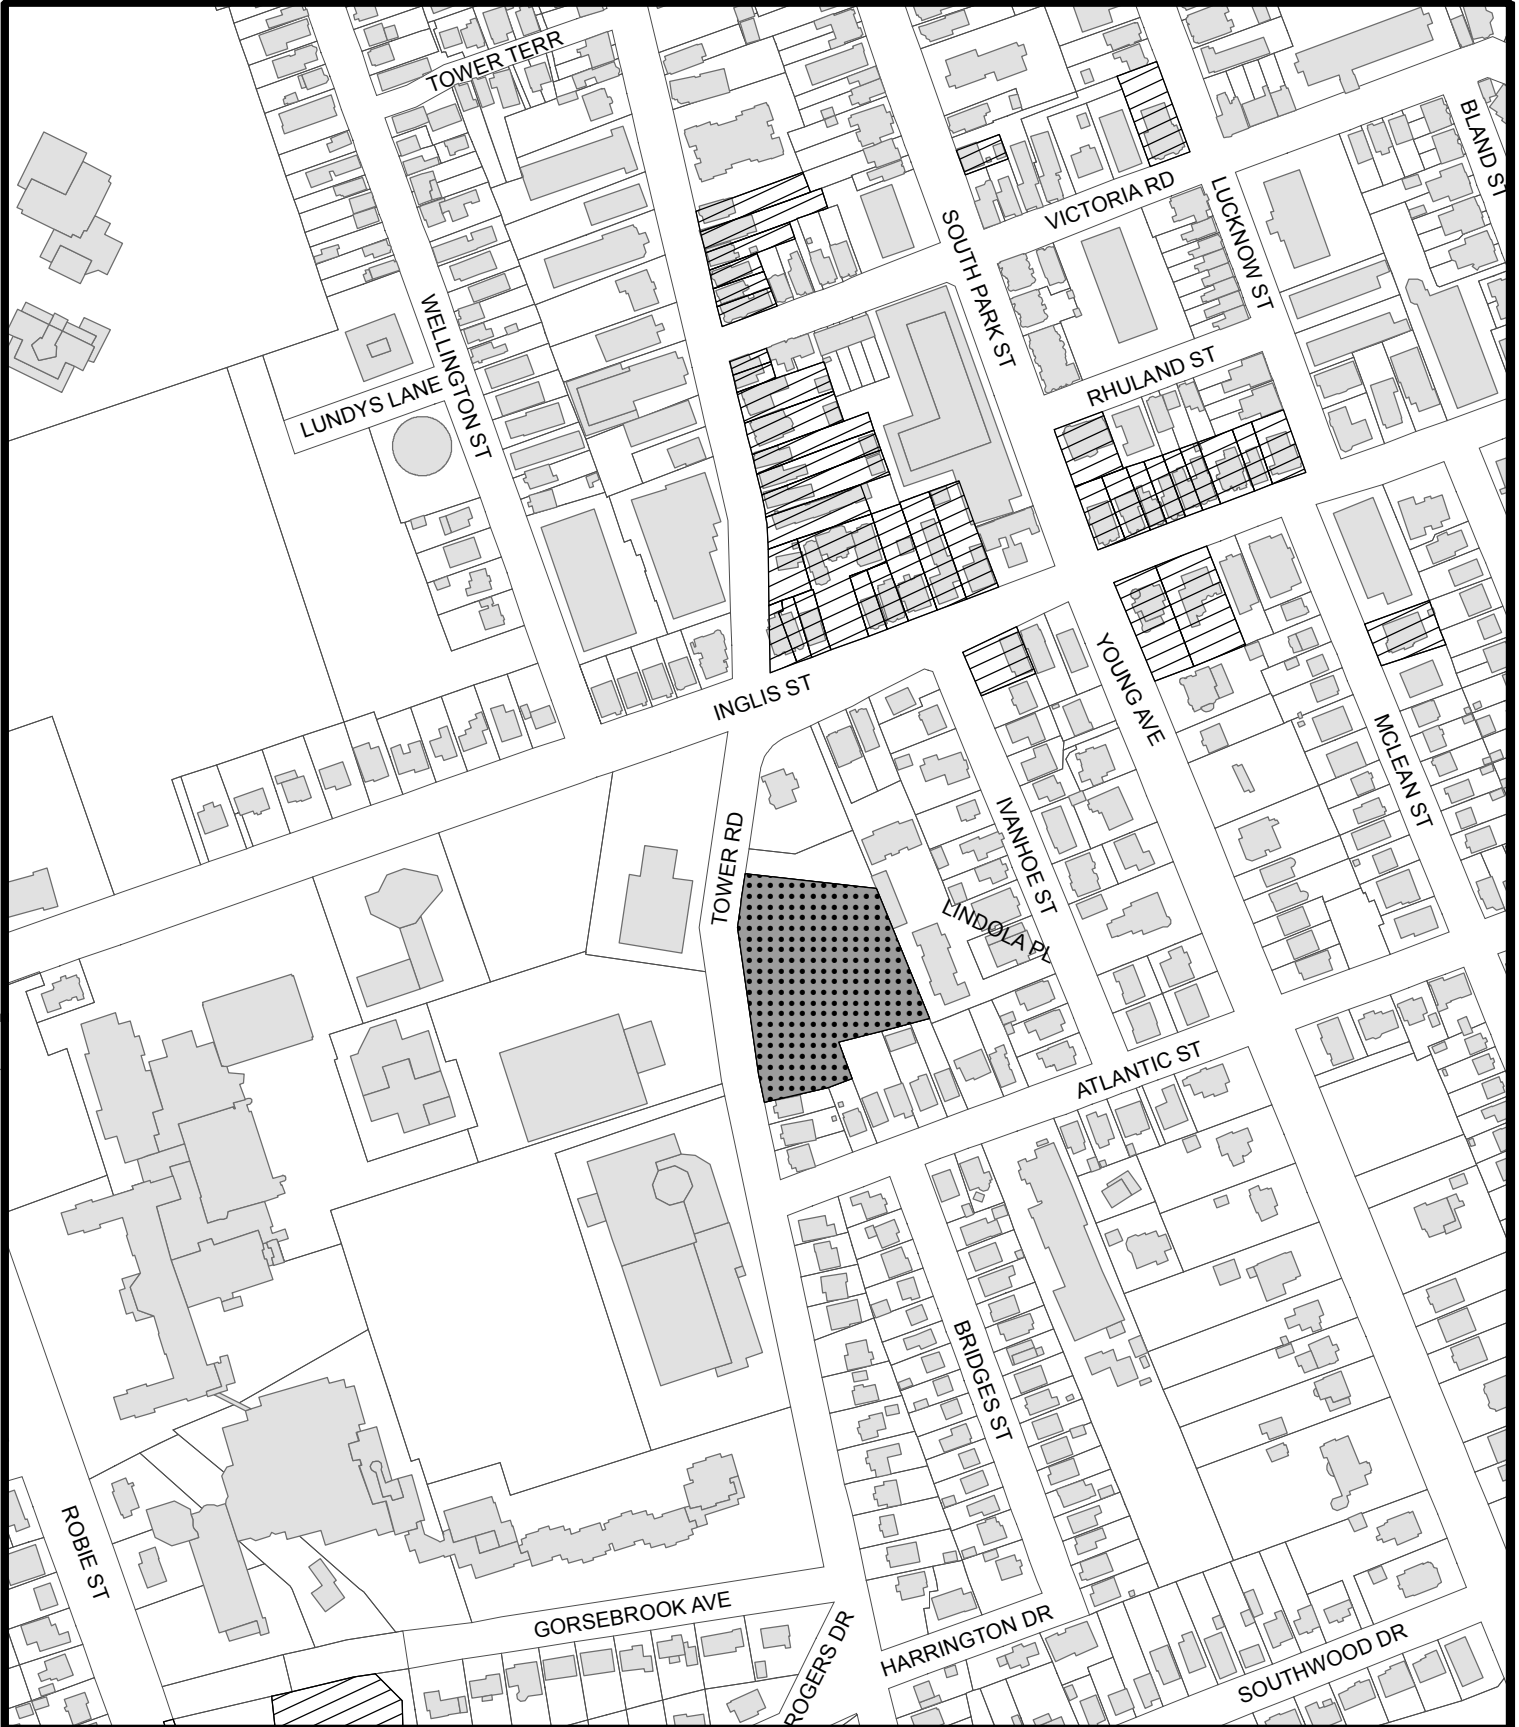 TOWER TERR
BLAND ST
VICTORIA RD
LUCKNOW ST
SOUTH PARK ST
WELLINGTON ST
RHULAND ST
LUNDYS LANE
INGLIS ST
YOUNG AVE
MCLEAN ST
IVANHOE ST
TOWER RD
LINDOLA PL
ATLANTIC ST
BRIDGES ST
ROBIE ST
GORSEBROOK AVE
ROGERS DR
HARRINGTON DR
SOUTHWOOD DR